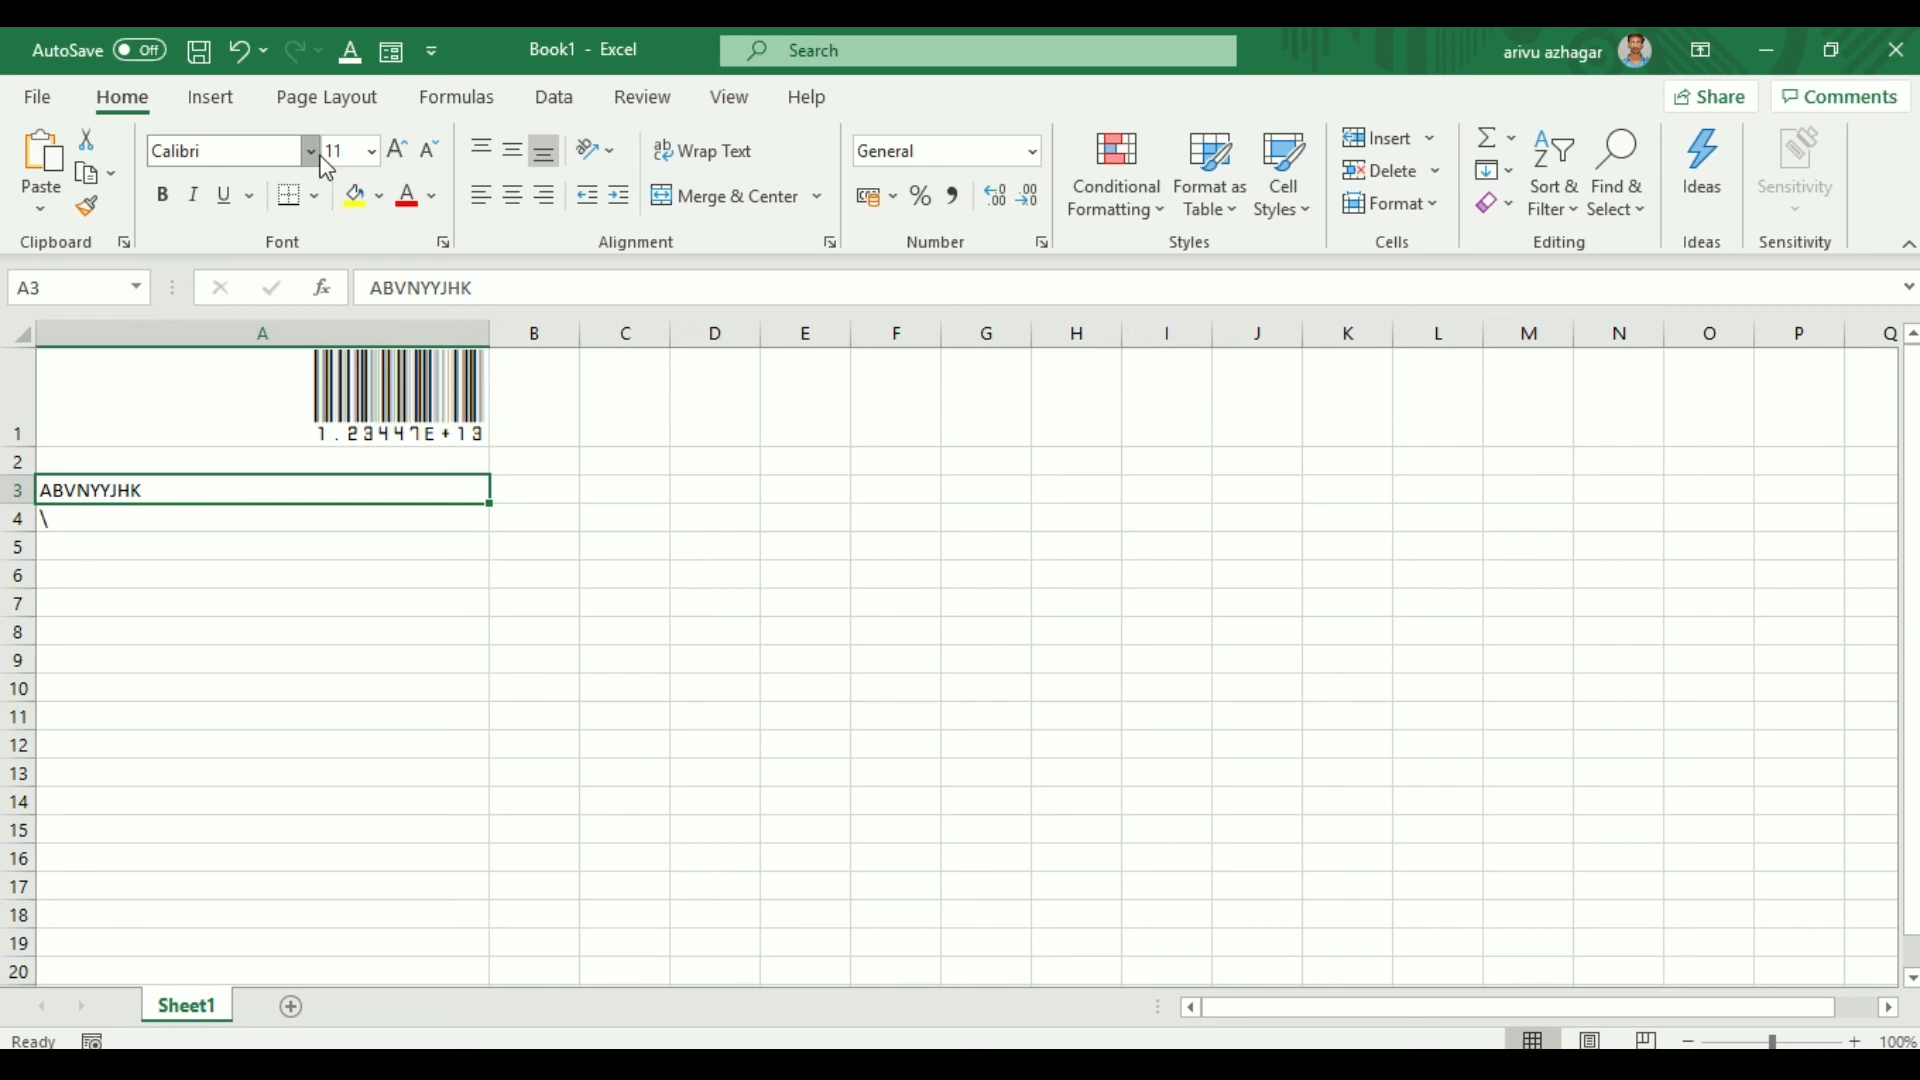 AutoSave Off Book1 - Excel Search arivu azhagar
File Home Insert Page Layout Formulas Data Review View Help Share Comments
Calibri 11 Wrap Text General Insert
Paste Delete
B I U Merge & Center % Conditional Formatting Format as Table Cell Styles Format Sort & Filter Find & Select Ideas Sensitivity
Clipboard Font Alignment Number Styles Cells Editing Ideas Sensitivity
A3 fx ABVNYYJHK
A B C D E F G H I J K L M N O P Q
1 1.23447E+13
2
3 ABVNYYJHK
4 \
5
6
7
8
9
10
11
12
13
14
15
16
17
18
19
20
Sheet1
Ready 100%